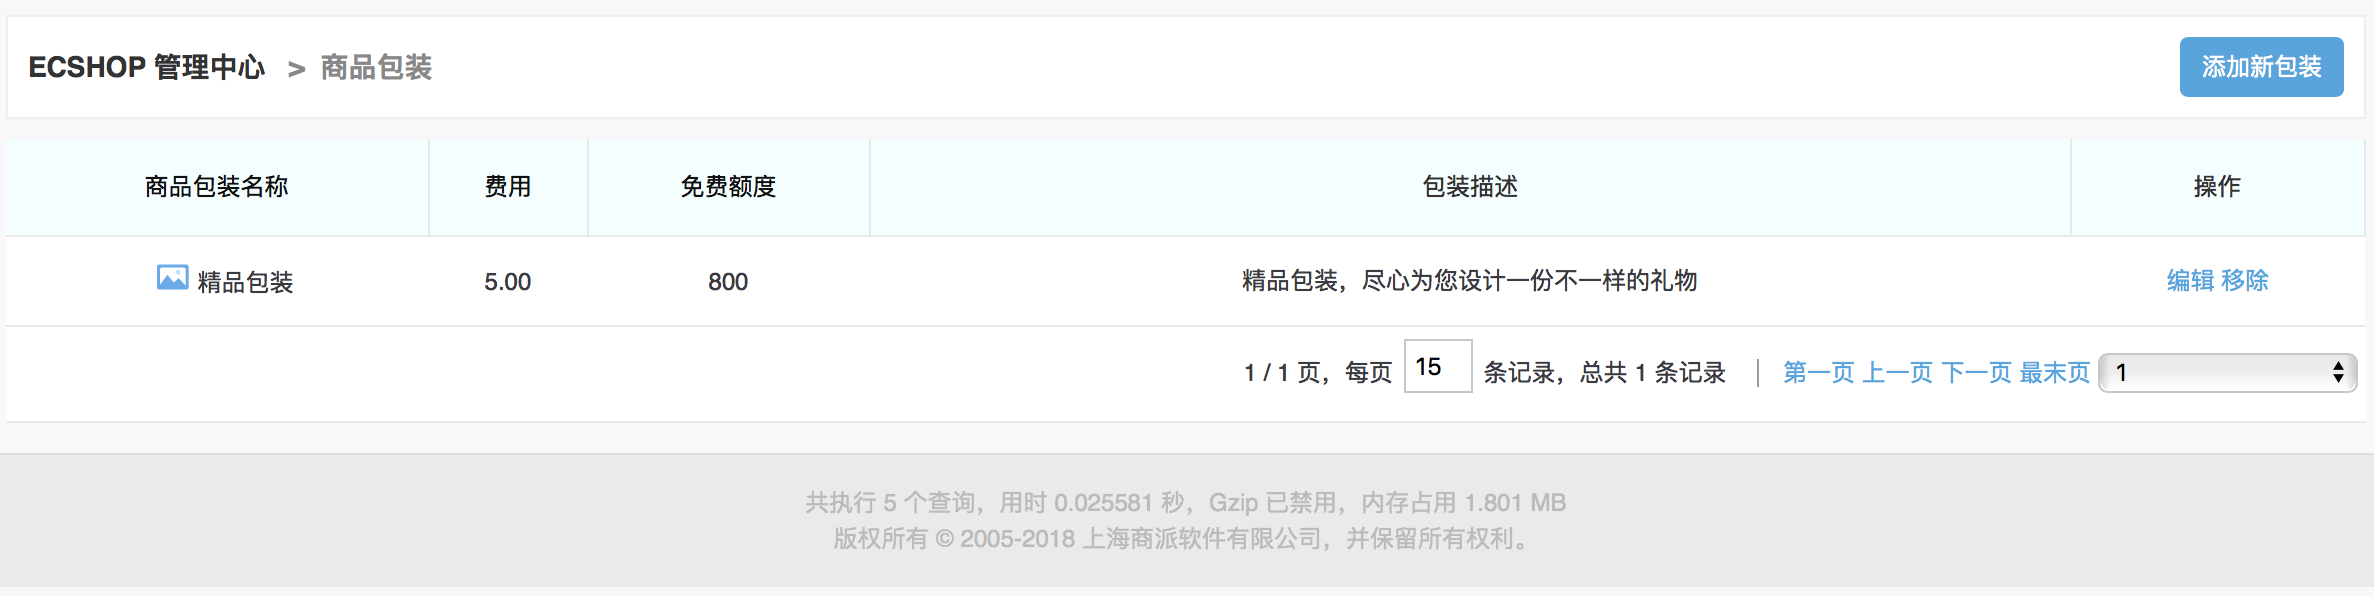 ECSHOP 管理中心 > 商品包装 添加新包装
商品包装名称 费用 免费额度 包装描述 操作
精品包装 5.00 800 精品包装，尽心为您设计一份不一样的礼物 编辑 移除
1 / 1 页，每页 15 条记录，总共 1 条记录 | 第一页 上一页 下一页 最末页 1
共执行 5 个查询，用时 0.025581 秒，Gzip 已禁用，内存占用 1.801 MB
版权所有 © 2005-2018 上海商派软件有限公司，并保留所有权利。